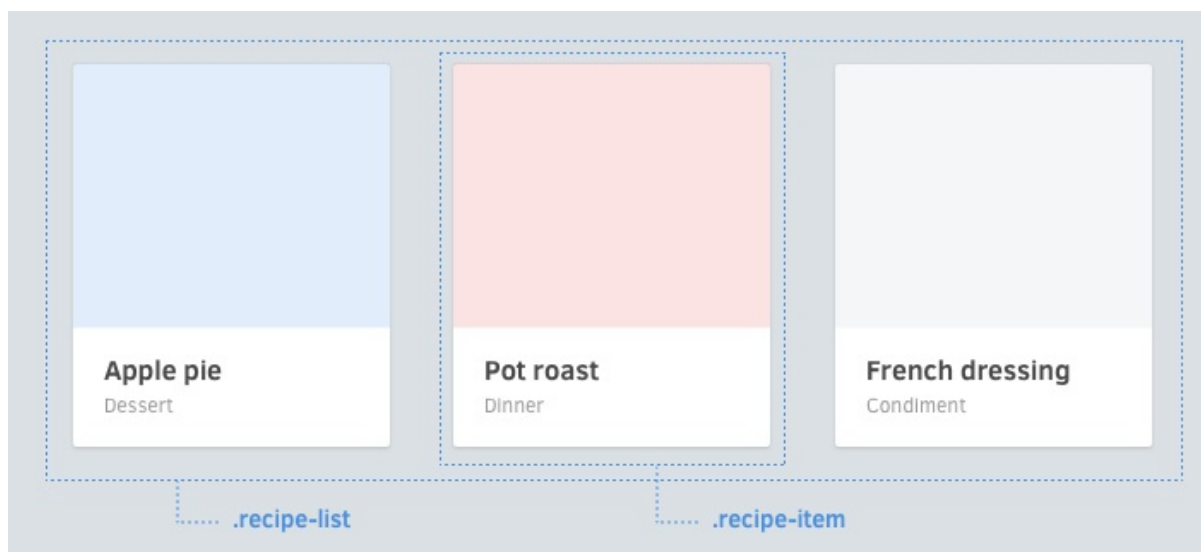 Apple pie
Dessert
Pot roast
Dinner
French dressing
Condiment
.recipe-list
.recipe-item